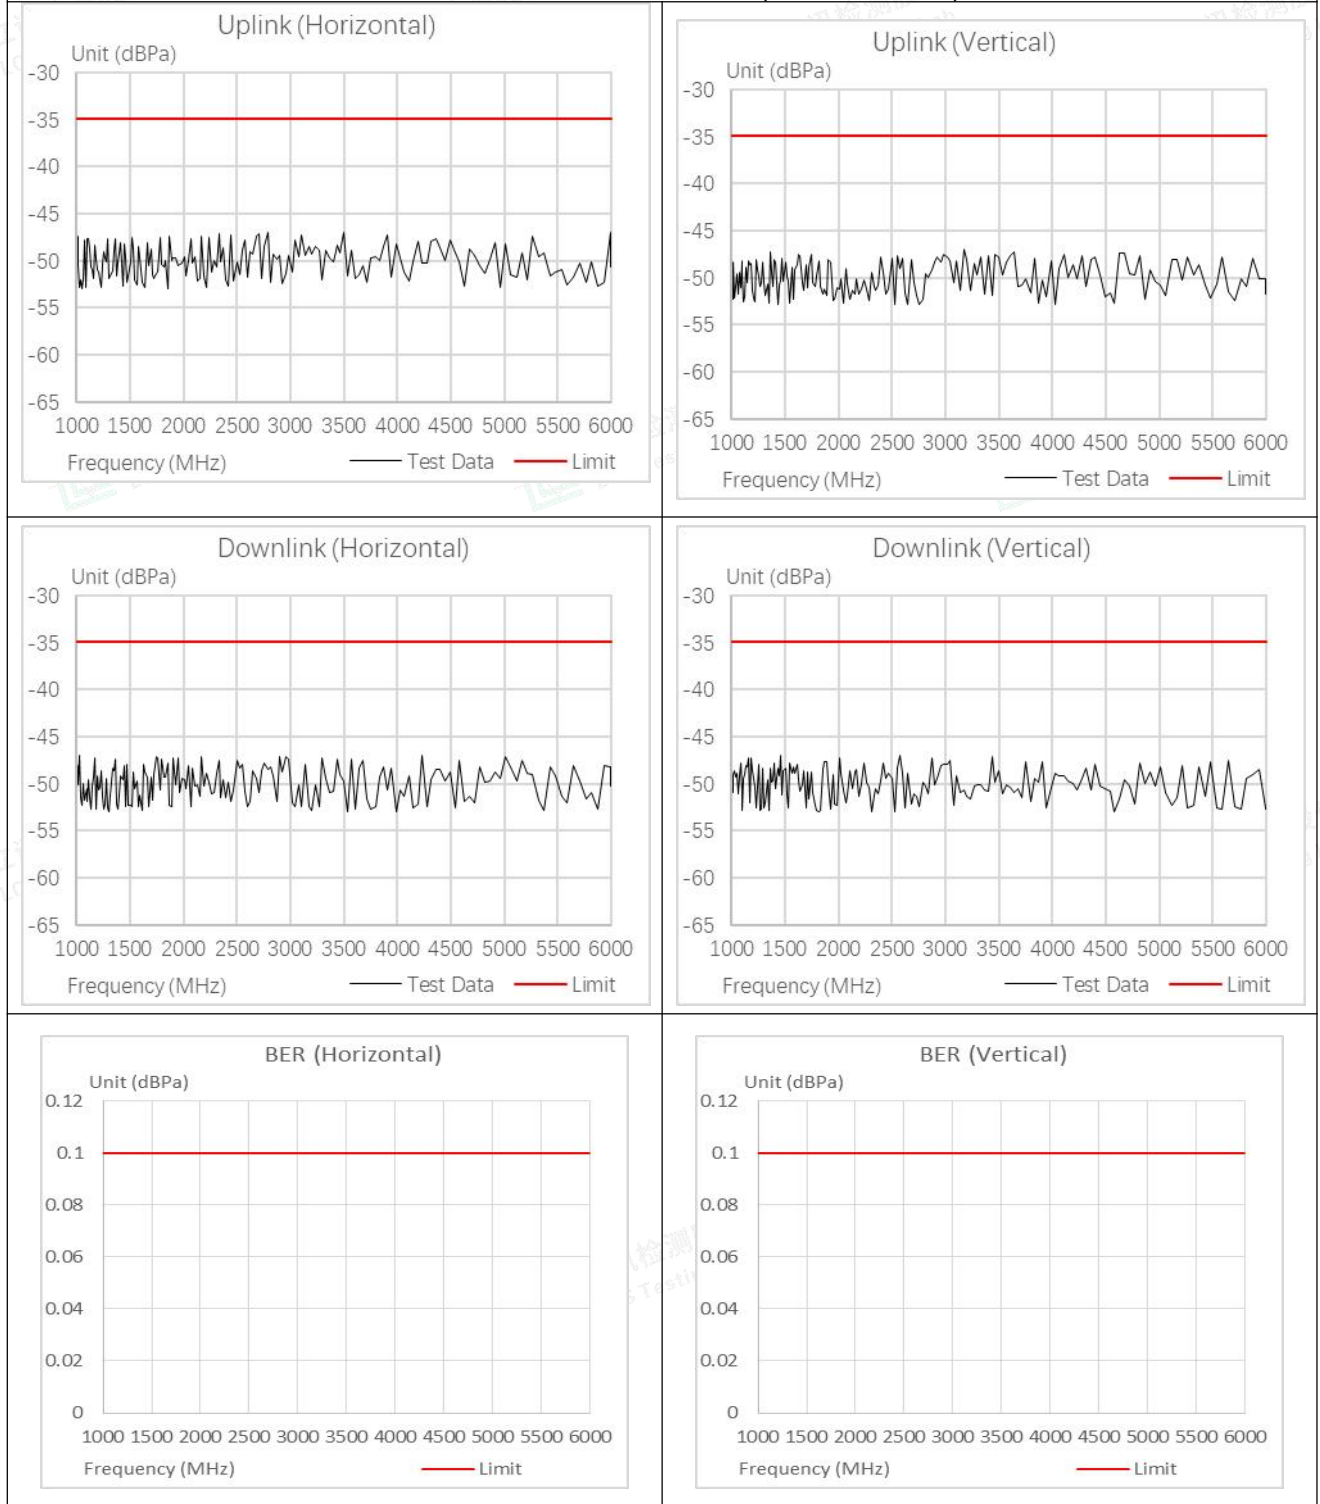 Uplink (Horizontal)
Unit (dBPa)
-30
-35
-40
-45
-50
-55
-60
-65
1000 1500 2000 2500 3000 3500 4000 4500 5000 5500 6000
Frequency (MHz) Test Data Limit
Uplink (Vertical)
Unit (dBPa)
-30
-35
-40
-45
-50
-55
-60
-65
1000 1500 2000 2500 3000 3500 4000 4500 5000 5500 6000
Frequency (MHz) Test Data Limit
Downlink (Horizontal)
Unit (dBPa)
-30
-35
-40
-45
-50
-55
-60
-65
1000 1500 2000 2500 3000 3500 4000 4500 5000 5500 6000
Frequency (MHz) Test Data Limit
Downlink (Vertical)
Unit (dBPa)
-30
-35
-40
-45
-50
-55
-60
-65
1000 1500 2000 2500 3000 3500 4000 4500 5000 5500 6000
Frequency (MHz) Test Data Limit
BER (Horizontal)
Unit (dBPa)
0.12
0.1
0.08
0.06
0.04
0.02
0
1000 1500 2000 2500 3000 3500 4000 4500 5000 5500 6000
Frequency (MHz) Limit
BER (Vertical)
Unit (dBPa)
0.12
0.1
0.08
0.06
0.04
0.02
0
1000 1500 2000 2500 3000 3500 4000 4500 5000 5500 6000
Frequency (MHz) Limit